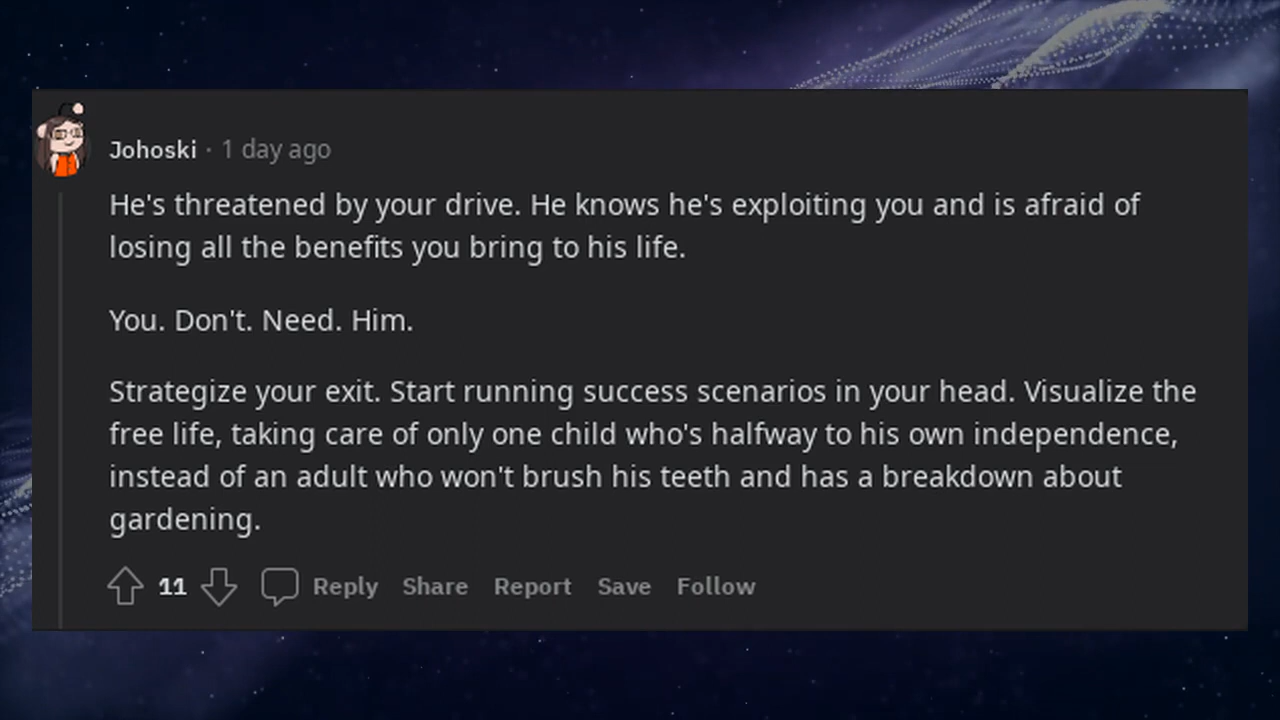 Johoski · 1 day ago
He's threatened by your drive. He knows he's exploiting you and is afraid of
losing all the benefits you bring to his life.
You. Don't. Need. Him.
Strategize your exit. Start running success scenarios in your head. Visualize the
free life, taking care of only one child who's halfway to his own independence,
instead of an adult who won't brush his teeth and has a breakdown about
gardening.
11 Reply Share Report Save Follow